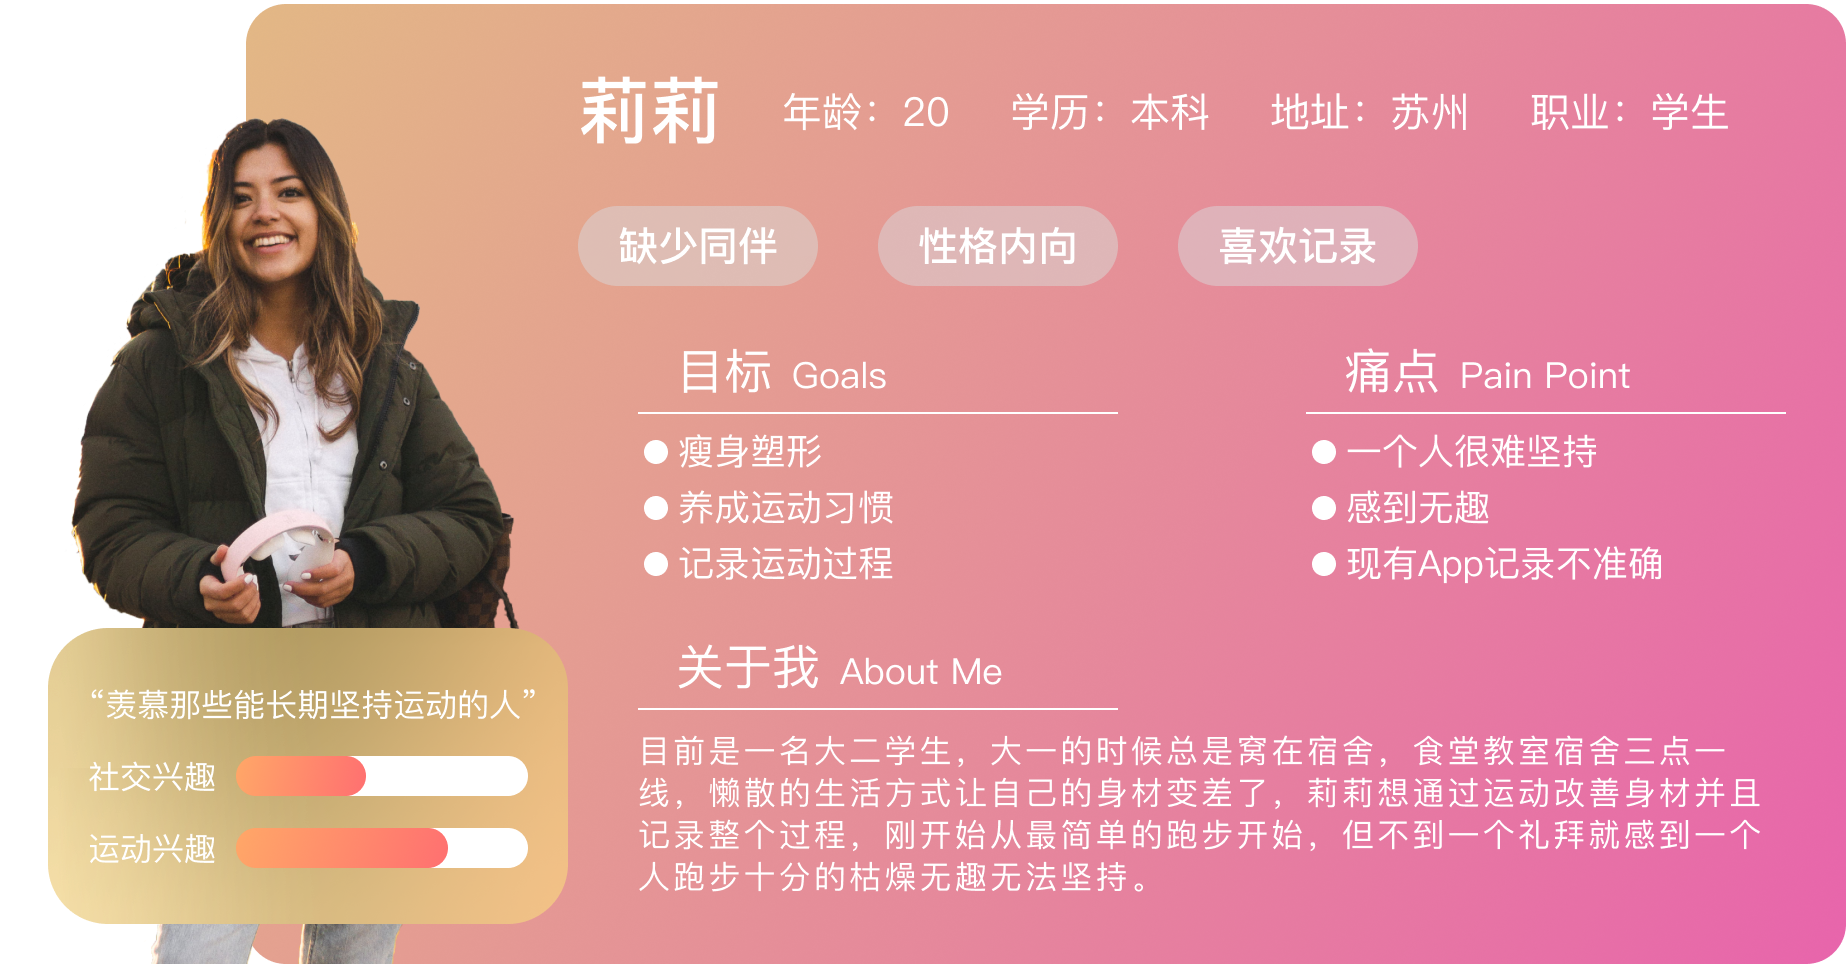 莉莉 年龄：20 学历：本科 地址：苏州 职业：学生
缺少同伴 性格内向 喜欢记录
目标 Goals
瘦身塑形
养成运动习惯
记录运动过程
痛点 Pain Point
一个人很难坚持
感到无趣
现有App记录不准确
关于我 About Me
目前是一名大二学生，大一的时候总是窝在宿舍，食堂教室宿舍三点一
线，懒散的生活方式让自己的身材变差了，莉莉想通过运动改善身材并且
记录整个过程，刚开始从最简单的跑步开始，但不到一个礼拜就感到一个
人跑步十分的枯燥无趣无法坚持。
“羡慕那些能长期坚持运动的人”
社交兴趣
运动兴趣